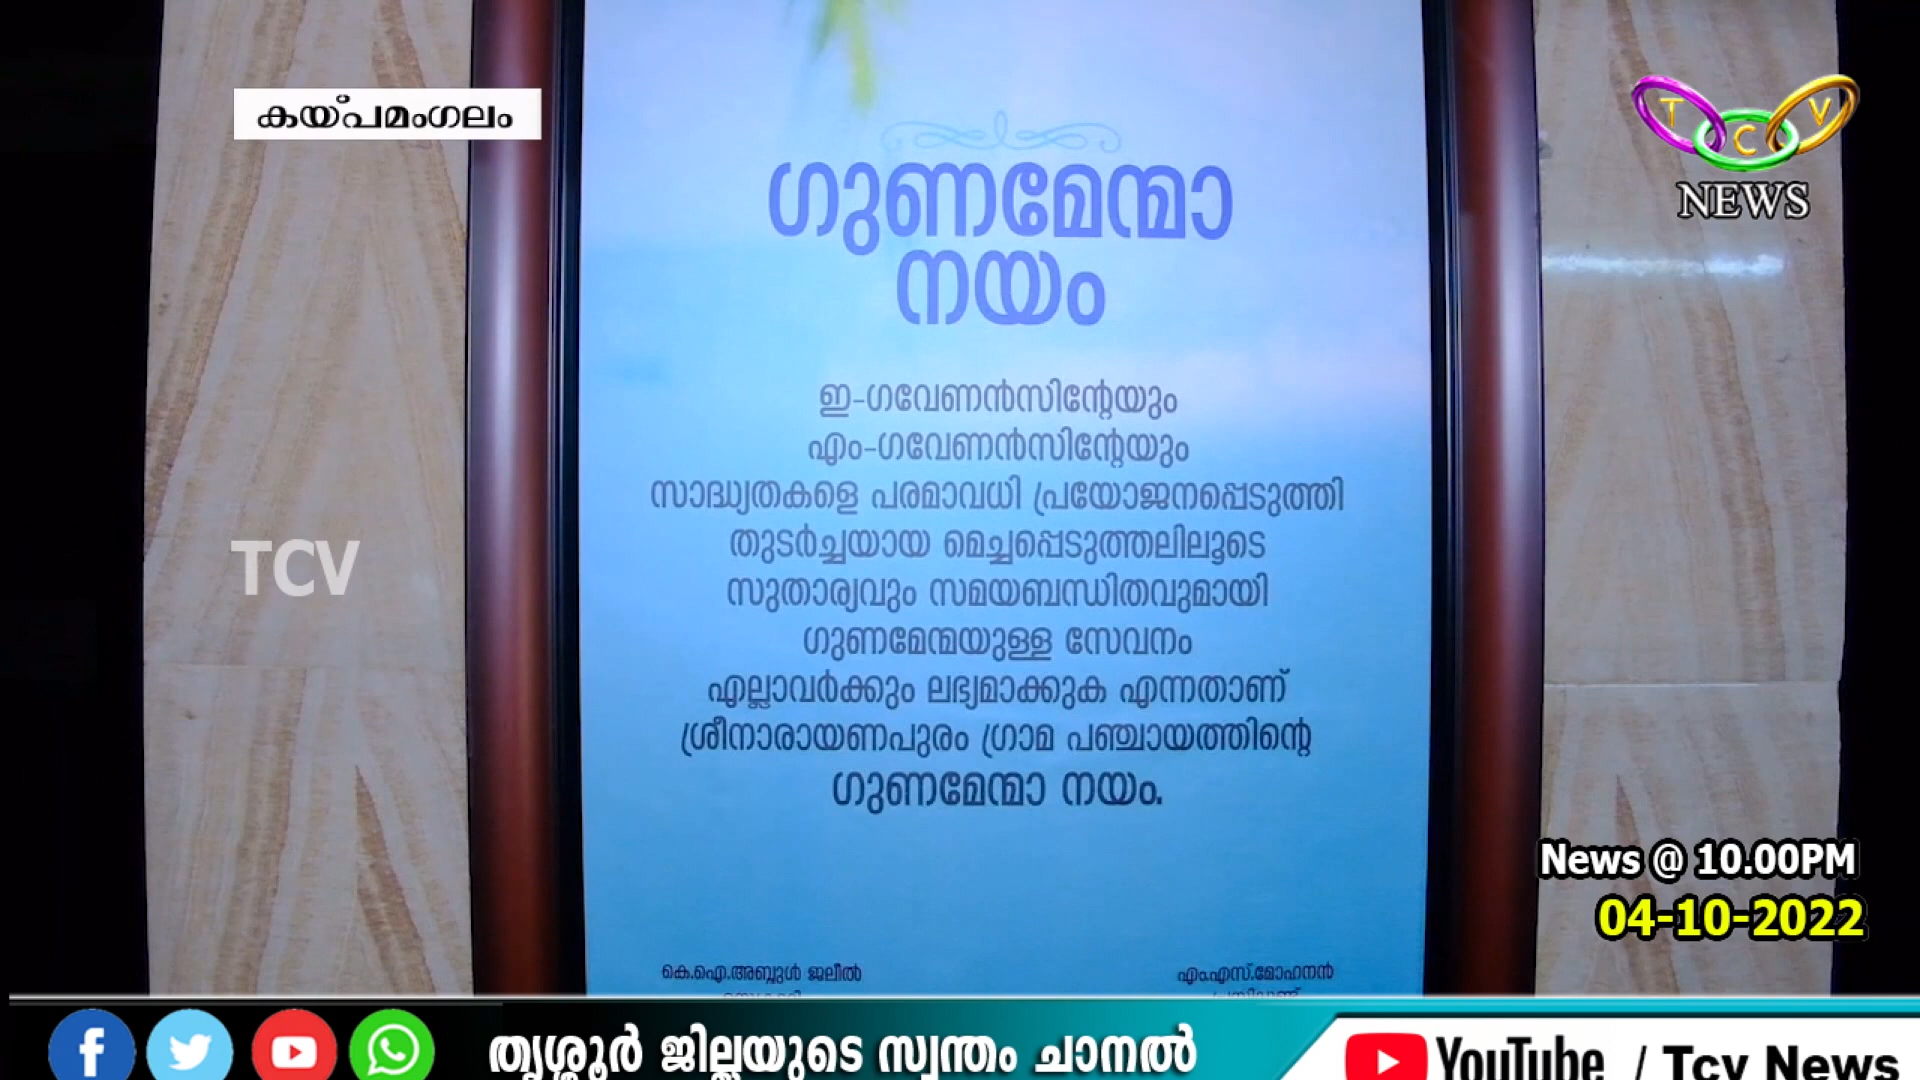 കയ്പമംഗലം
T C V
NEWS
ഗുണമേന്മാ
നയം
ഇ-ഗവേണൻസിന്റേയും
എം-ഗവേണൻസിന്റേയും
സാദ്ധ്യതകളെ പരമാവധി പ്രയോജനപ്പെടുത്തി
തുടർച്ചയായ മെച്ചപ്പെടുത്തലിലൂടെ
സുതാര്യവും സമയബന്ധിതവുമായി
ഗുണമേന്മയുള്ള സേവനം
എല്ലാവർക്കും ലഭ്യമാക്കുക എന്നതാണ്
ശ്രീനാരായണപുരം ഗ്രാമ പഞ്ചായത്തിന്റെ
ഗുണമേന്മാ നയം.
TCV
News @ 10.00PM
04-10-2022
കെ.ഐ.അബ്ദുൾ ജലീൽ
എം.എസ്.മോഹനൻ
തൃശ്ശൂർ ജില്ലയുടെ സ്വന്തം ചാനൽ
YouTube / Tcv News